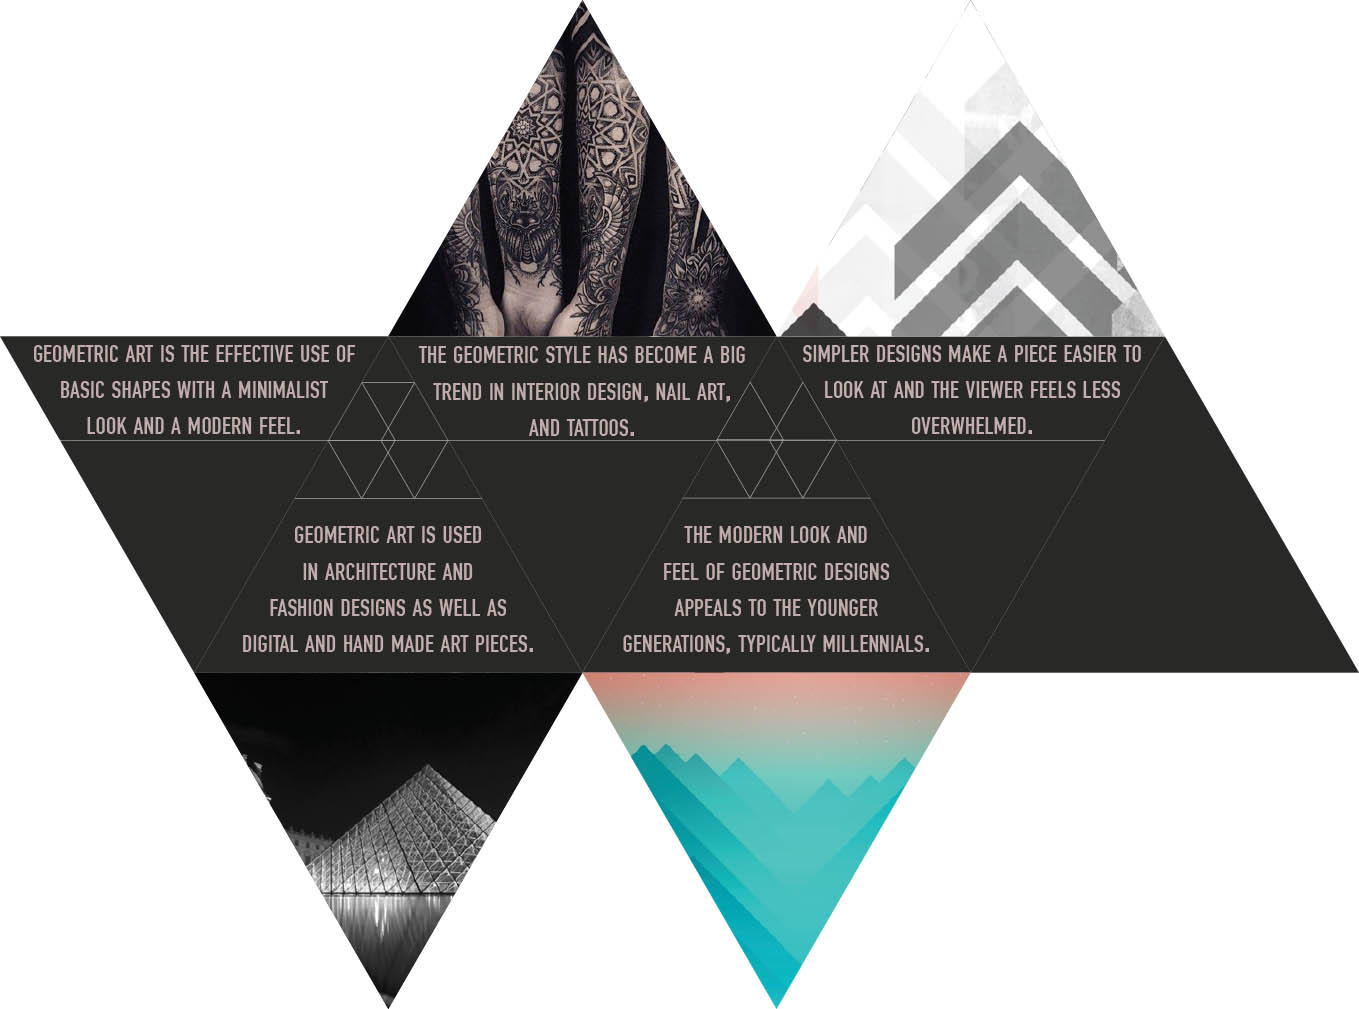 GEOMETRIC ART IS THE EFFECTIVE USE OF
BASIC SHAPES WITH A MINIMALIST
LOOK AND A MODERN FEEL.
THE GEOMETRIC STYLE HAS BECOME A BIG
TREND IN INTERIOR DESIGN, NAIL ART,
AND TATTOOS.
SIMPLER DESIGNS MAKE A PIECE EASIER TO
LOOK AT AND THE VIEWER FEELS LESS
OVERWHELMED.
GEOMETRIC ART IS USED
IN ARCHITECTURE AND
FASHION DESIGNS AS WELL AS
DIGITAL AND HAND MADE ART PIECES.
THE MODERN LOOK AND
FEEL OF GEOMETRIC DESIGNS
APPEALS TO THE YOUNGER
GENERATIONS, TYPICALLY MILLENNIALS.